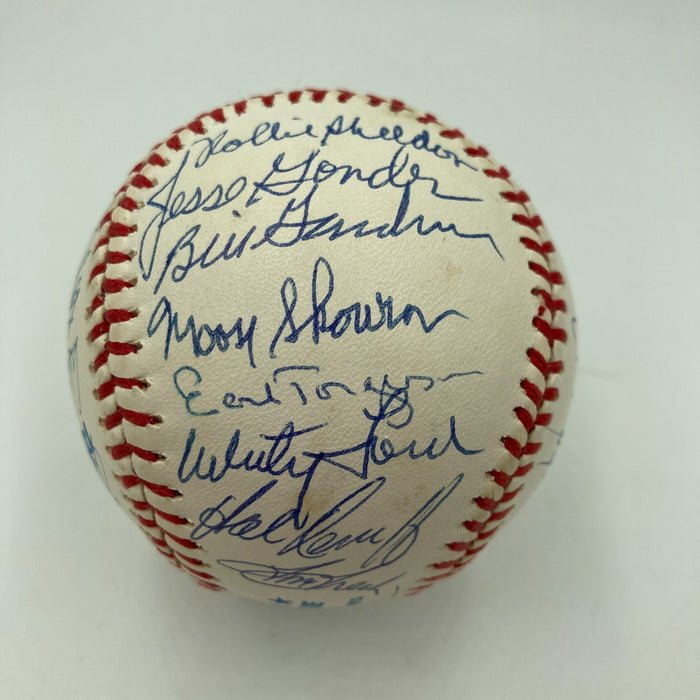 Rollie Sheldon
Jesse Gonder
Bill Gardner
Moose Skowron
Earl Torgeson
Whitey Ford
Hal Reniff